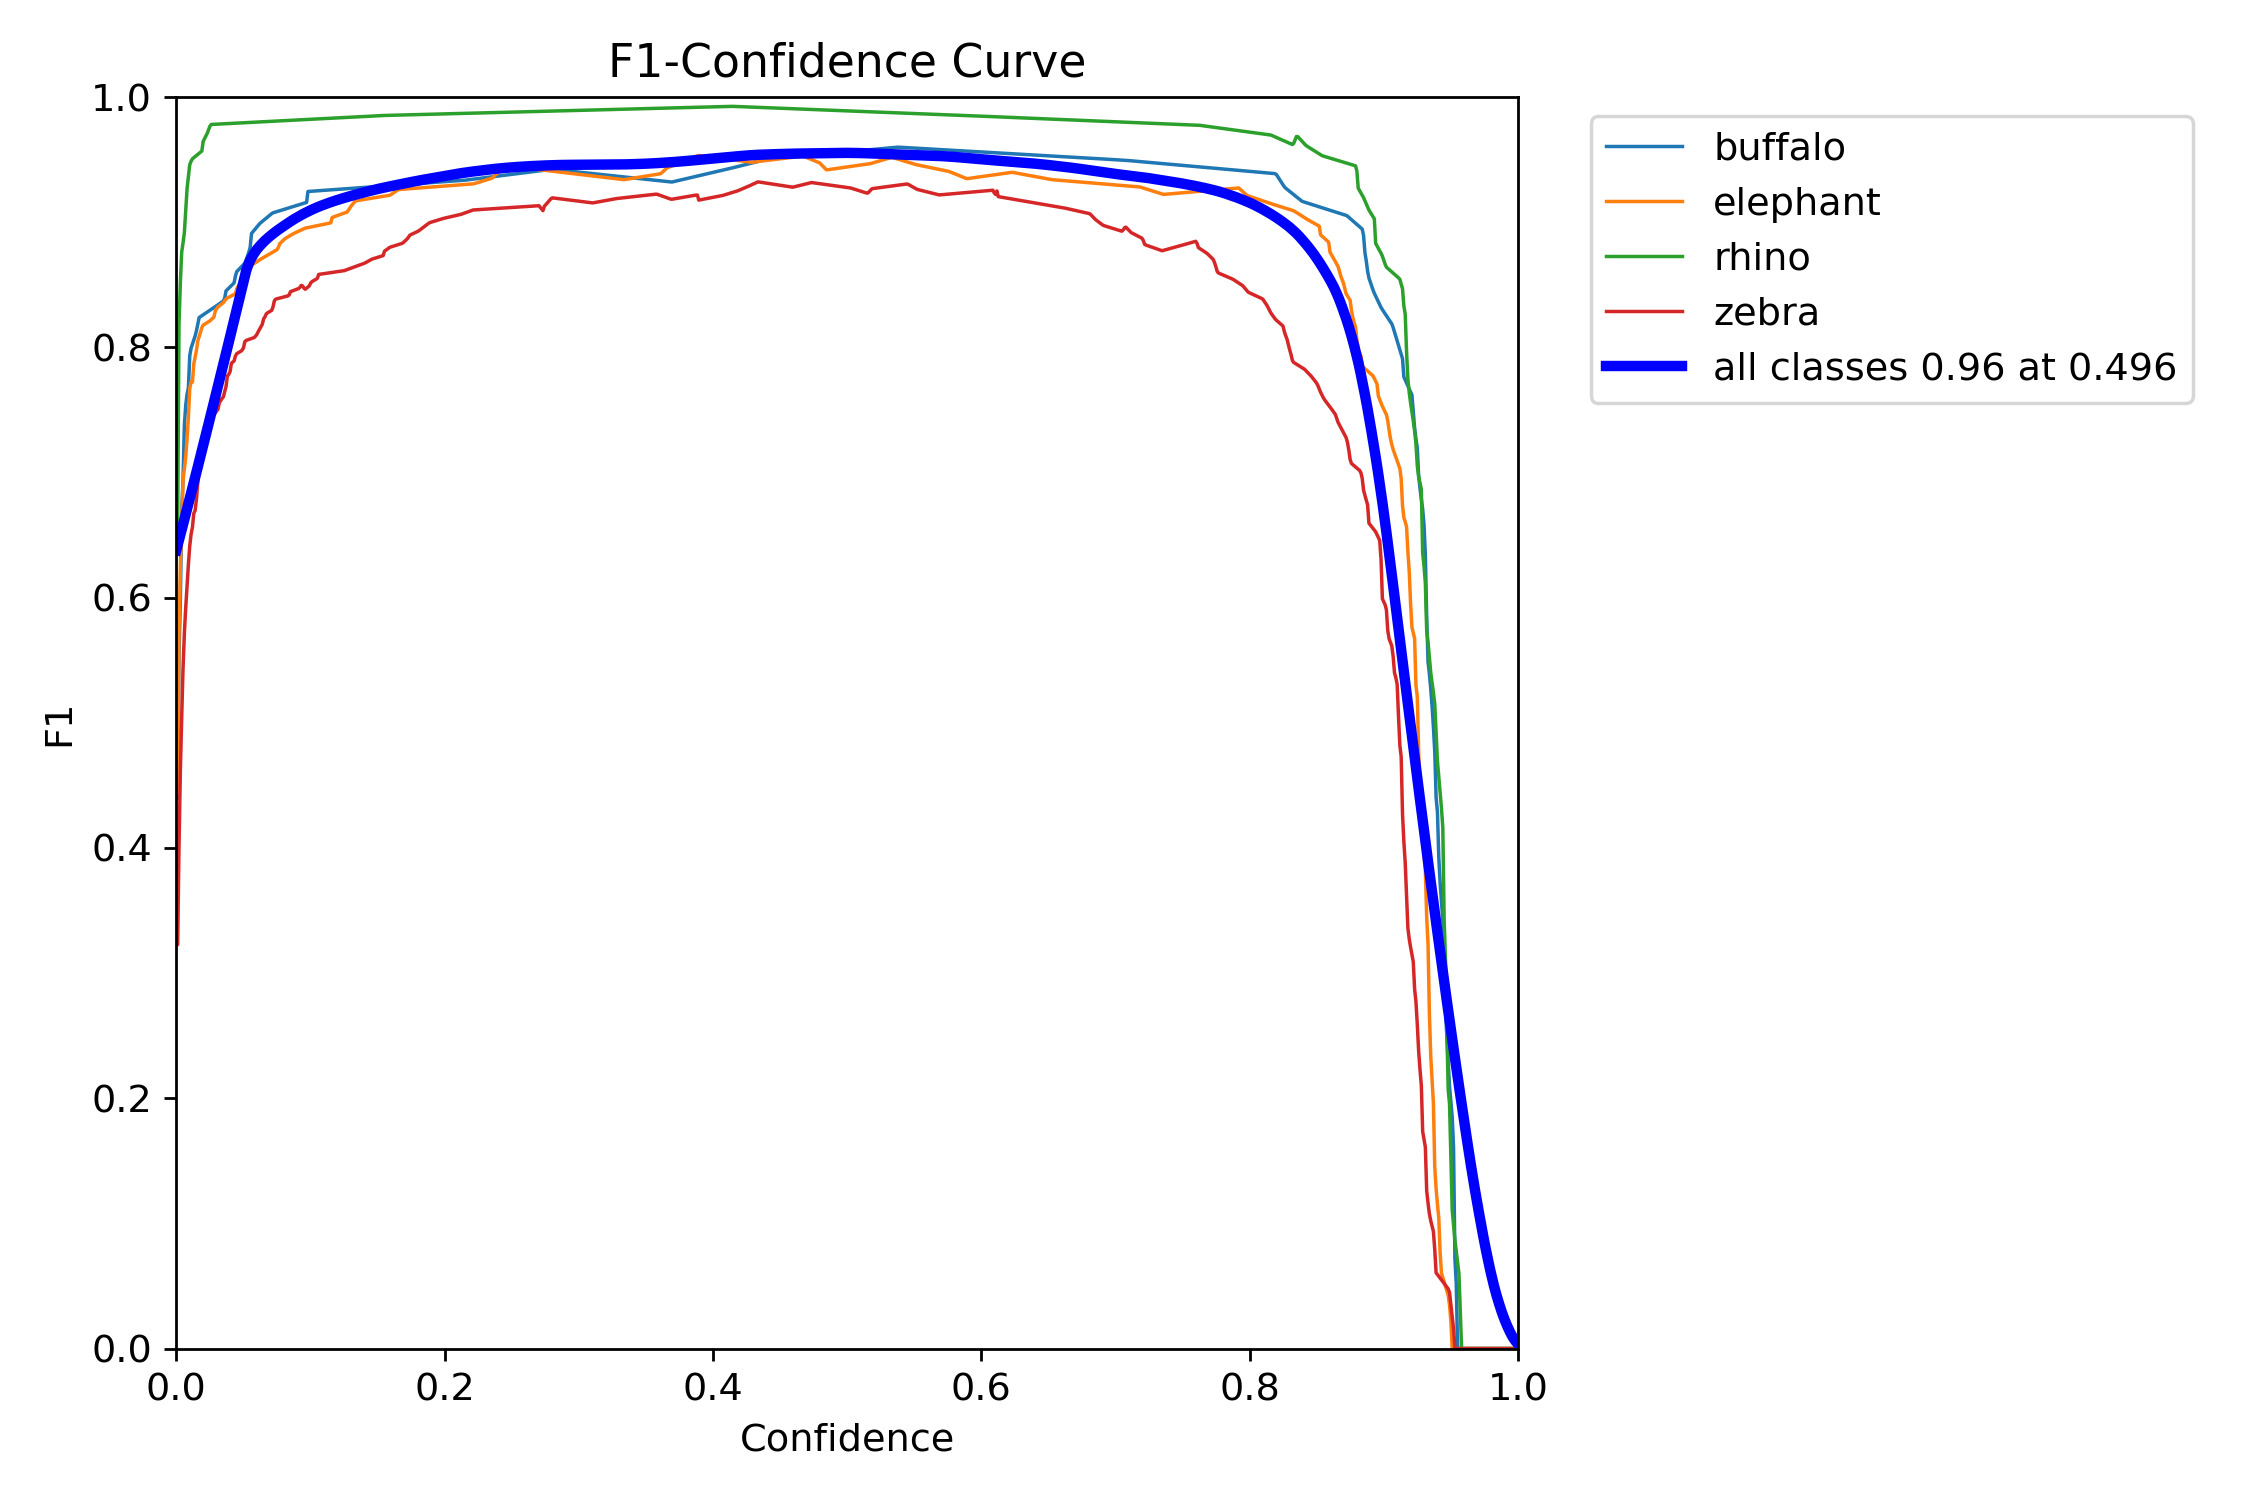 F1-Confidence Curve
1.0
0.8
0.6
0.4
0.2
0.0
F1
0.0 0.2 0.4 0.6 0.8 1.0
Confidence
buffalo
elephant
rhino
zebra
all classes 0.96 at 0.496